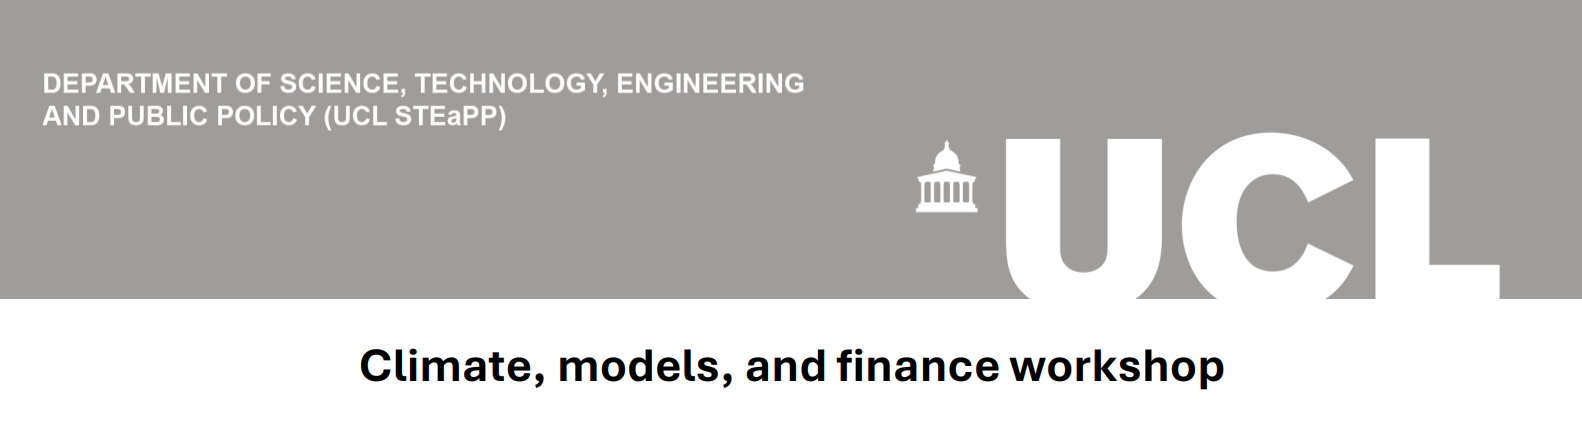 DEPARTMENT OF SCIENCE, TECHNOLOGY, ENGINEERING
AND PUBLIC POLICY (UCL STEaPP)
UCL
Climate, models, and finance workshop